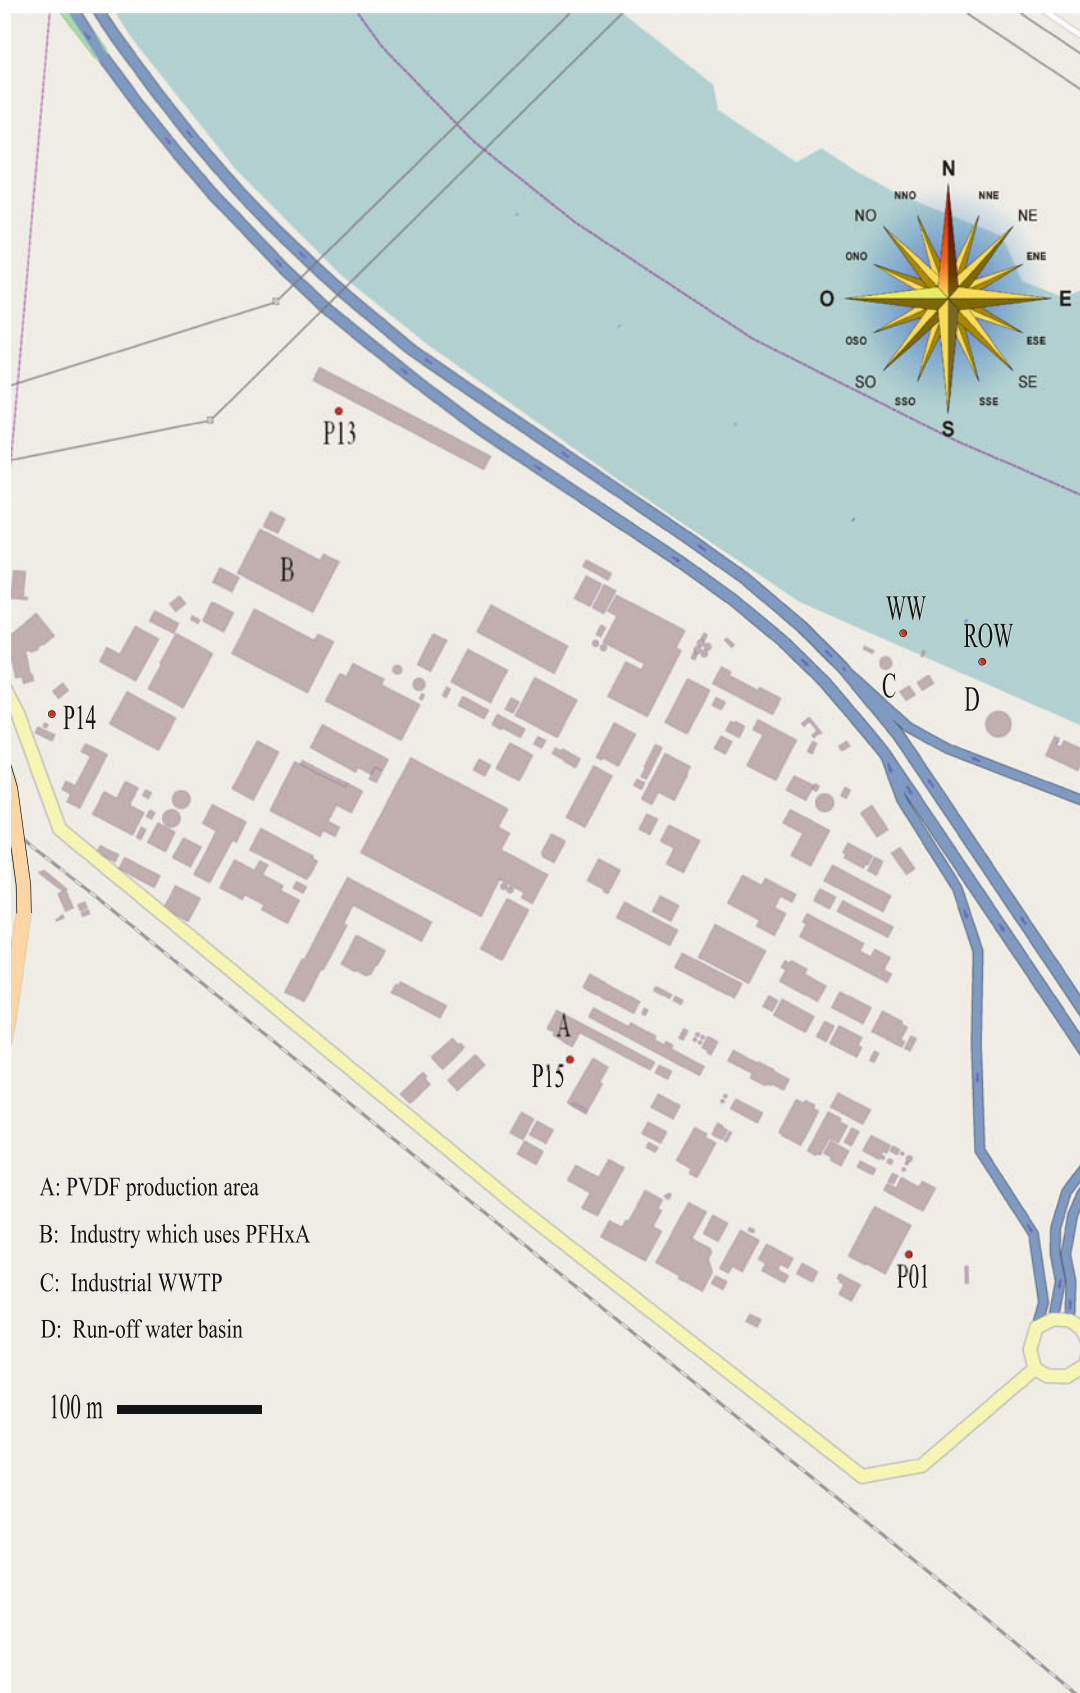 N
NNO
NNE
NO
NE
ONO
ENE
O
E
OSO
ESE
SO
SE
SSO
SSE
S
P13
B
WW
ROW
C
D
P14
A
P15
A: PVDF production area
B: Industry which uses PFHxA
P01
C: Industrial WWTP
D: Run-off water basin
100 m